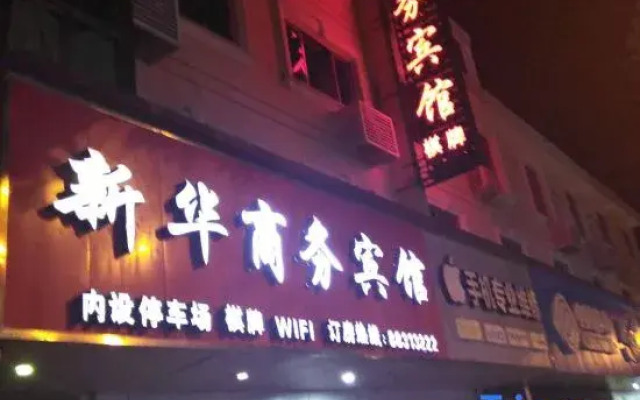 务宾馆
棋牌
新华商务宾馆
内设停车场 棋牌 WIFI 订房热线:88313222
手机专业维修